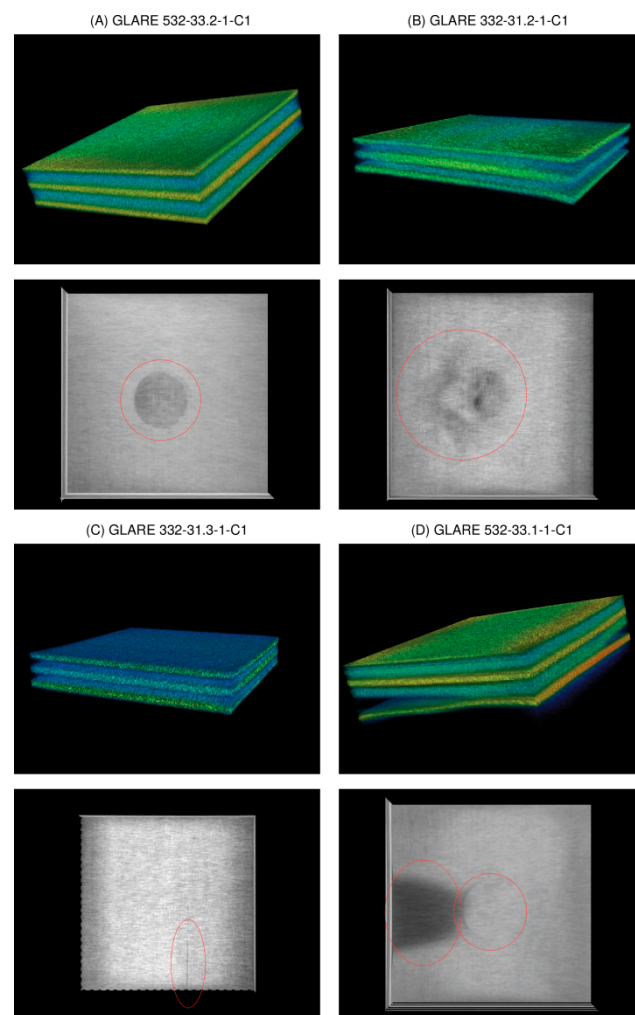 (A) GLARE 532-33.2-1-C1
(B) GLARE 332-31.2-1-C1
(C) GLARE 332-31.3-1-C1
(D) GLARE 532-33.1-1-C1